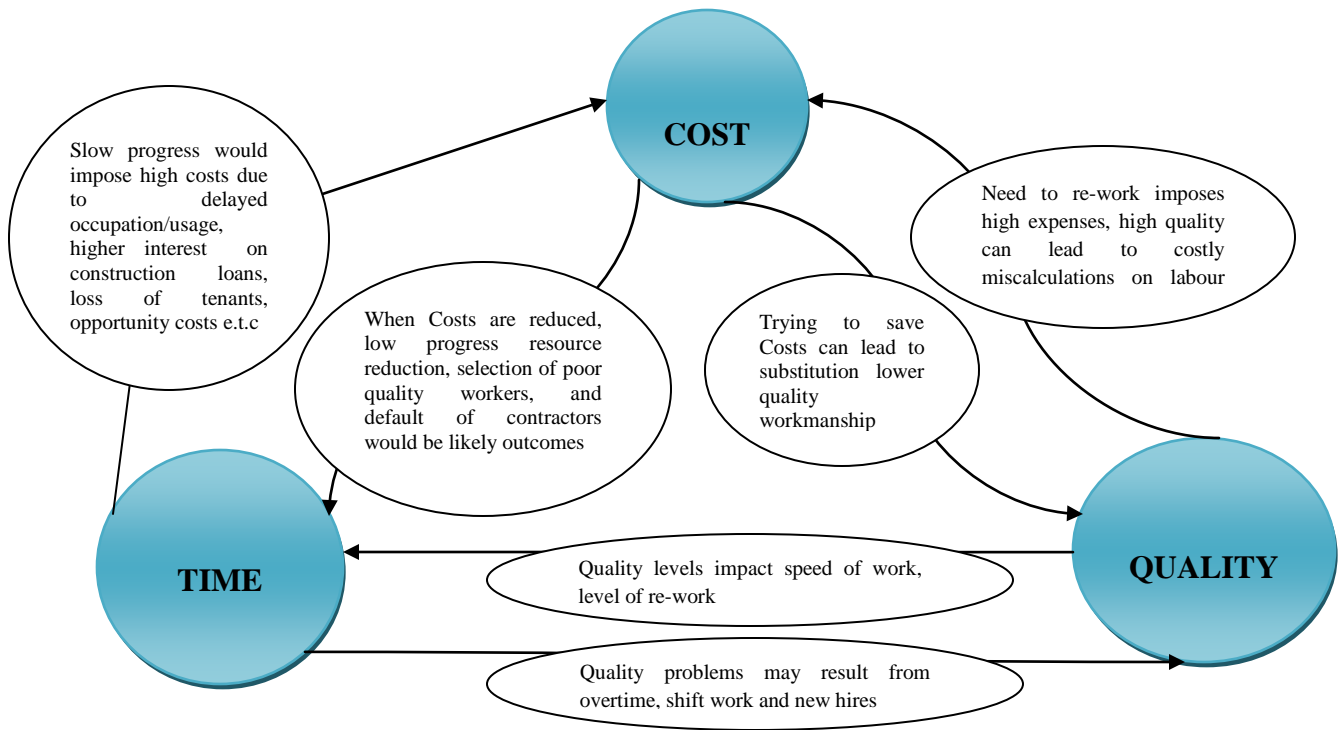 COST
Slow progress would
impose high costs due
to delayed
occupation/usage,
higher interest on
construction loans,
loss of tenants,
opportunity costs e.t.c
Need to re-work imposes
high expenses, high quality
can lead to costly
miscalculations on labour
When Costs are reduced,
low progress resource
reduction, selection of poor
quality workers, and
default of contractors
would be likely outcomes
Trying to save
Costs can lead to
substitution lower
quality
workmanship
TIME
QUALITY
Quality levels impact speed of work,
level of re-work
Quality problems may result from
overtime, shift work and new hires